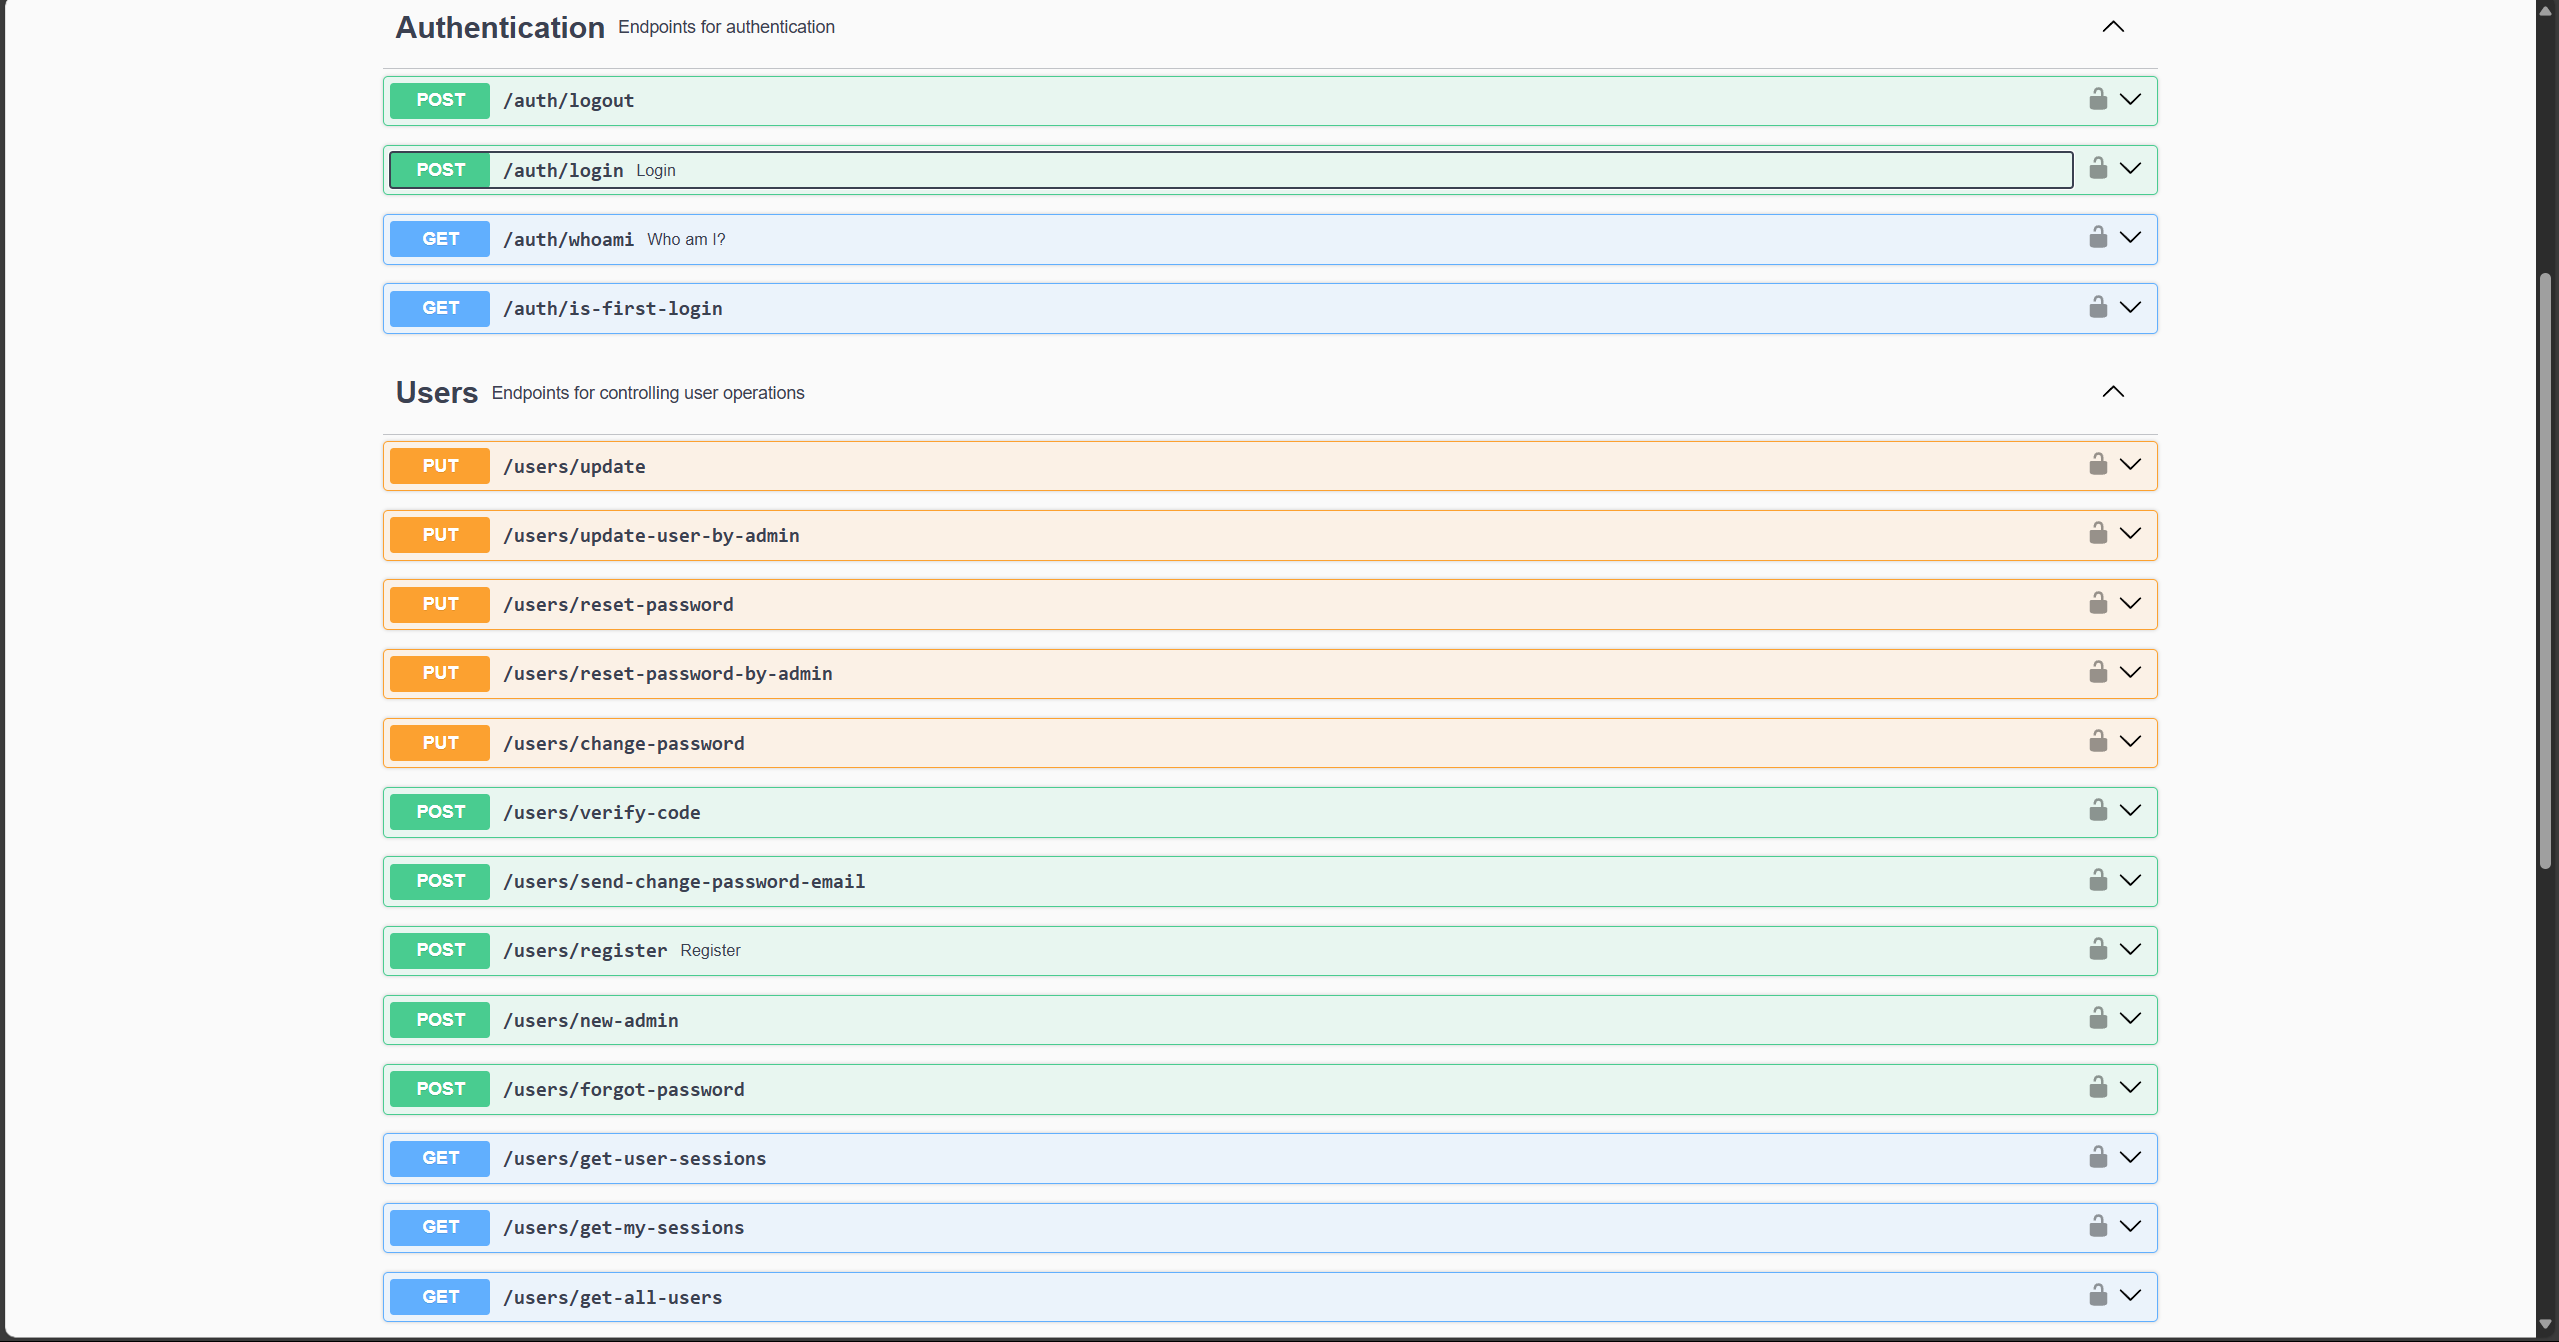 Authentication Endpoints for authentication
POST /auth/logout
POST /auth/login Login
GET /auth/whoami Who am I?
GET /auth/is-first-login
Users Endpoints for controlling user operations
PUT /users/update
PUT /users/update-user-by-admin
PUT /users/reset-password
PUT /users/reset-password-by-admin
PUT /users/change-password
POST /users/verify-code
POST /users/send-change-password-email
POST /users/register Register
POST /users/new-admin
POST /users/forgot-password
GET /users/get-user-sessions
GET /users/get-my-sessions
GET /users/get-all-users